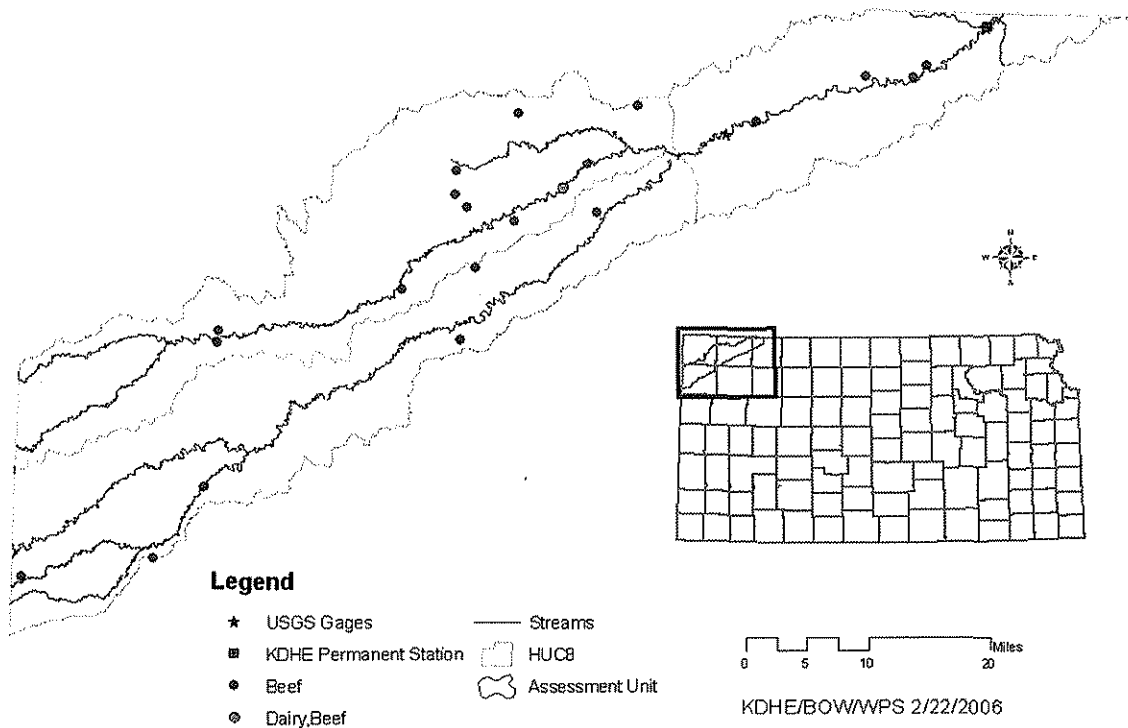 N
W E
S
Legend
USGS Gages
KDHE Permanent Station
Beef
Dairy,Beef
Streams
HUC8
Assessment Unit
Miles
0 5 10 20
KDHE/BOW/WPS 2/22/2006